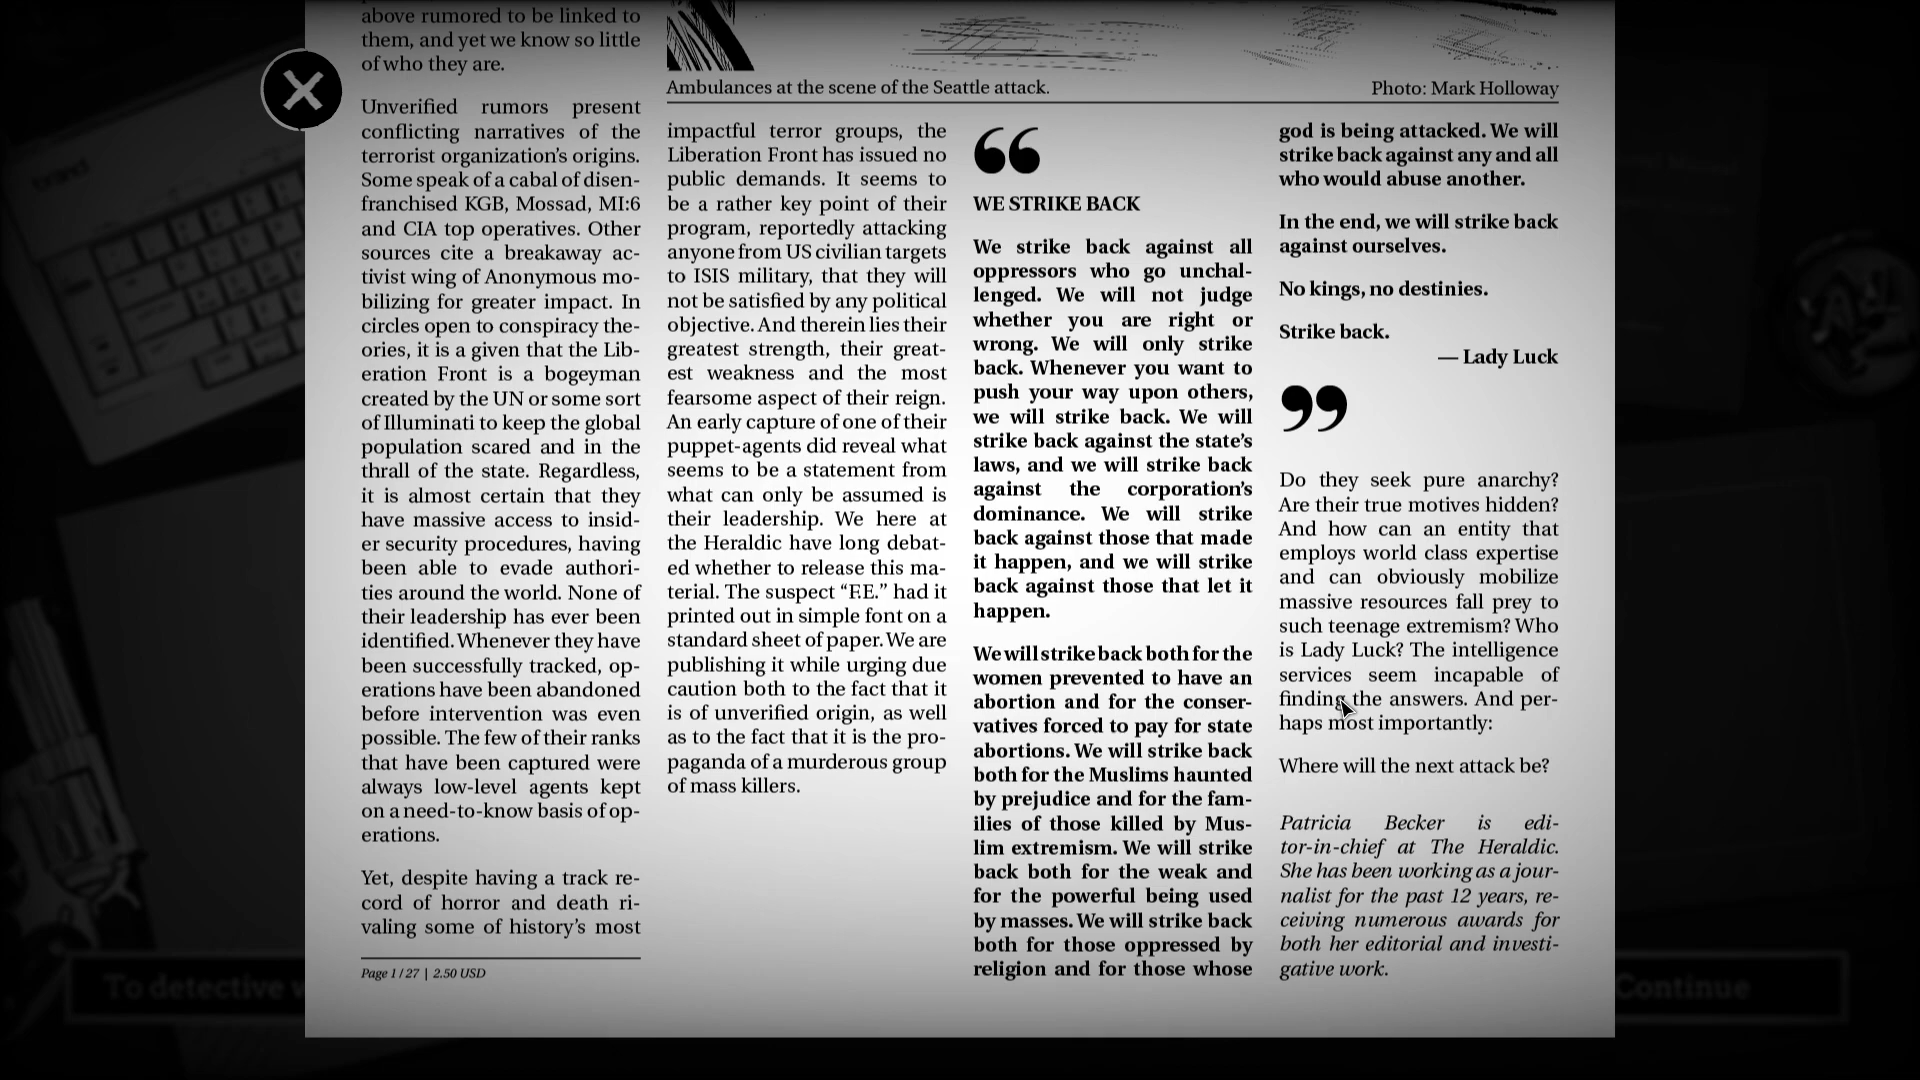 above rumored to be linked to
them, and yet we know so little
of who they are.
Unverified rumors present
conflicting narratives of the
terrorist organization's origins.
Some speak of a cabal of disen-
franchised KGB, Mossad, MI:6
and CIA top operatives. Other
sources cite a breakaway ac-
tivist wing of Anonymous mo-
bilizing for greater impact. In
circles open to conspiracy the-
ories, it is a given that the Lib-
eration Front is a bogeyman
created by the UN or some sort
of Illuminati to keep the global
population scared and in the
thrall of the state. Regardless,
it is almost certain that they
have massive access to insid-
er security procedures, having
been able to evade authori-
ties around the world. None of
their leadership has ever been
identified. Whenever they have
been successfully tracked, op-
erations have been abandoned
before intervention was even
possible. The few of their ranks
that have been captured were
always low-level agents kept
on a need-to-know basis of op-
erations.
Yet, despite having a track re-
cord of horror and death ri-
valing some of history's most
Page 1 / 27 | 2.50 USD
Ambulances at the scene of the Seattle attack.
Photo: Mark Holloway
impactful terror groups, the
Liberation Front has issued no
public demands. It seems to
be a rather key point of their
program, reportedly attacking
anyone from US civilian targets
to ISIS military, that they will
not be satisfied by any political
objective. And therein lies their
greatest strength, their great-
est weakness and the most
fearsome aspect of their reign.
An early capture of one of their
puppet-agents did reveal what
seems to be a statement from
what can only be assumed is
their leadership. We here at
the Heraldic have long debat-
ed whether to release this ma-
terial. The suspect “F.E.” had it
printed out in simple font on a
standard sheet of paper. We are
publishing it while urging due
caution both to the fact that it
is of unverified origin, as well
as to the fact that it is the pro-
paganda of a murderous group
of mass killers.
“
WE STRIKE BACK
We strike back against all
oppressors who go unchal-
lenged. We will not judge
whether you are right or
wrong. We will only strike
back. Whenever you want to
push your way upon others,
we will strike back. We will
strike back against the state's
laws, and we will strike back
against the corporation's
dominance. We will strike
back against those that made
it happen, and we will strike
back against those that let it
happen.
We will strike back both for the
women prevented to have an
abortion and for the conser-
vatives forced to pay for state
abortions. We will strike back
both for the Muslims haunted
by prejudice and for the fam-
ilies of those killed by Mus-
lim extremism. We will strike
back both for the weak and
for the powerful being used
by masses. We will strike back
both for those oppressed by
religion and for those whose
god is being attacked. We will
strike back against any and all
who would abuse another.
In the end, we will strike back
against ourselves.
No kings, no destinies.
Strike back.
— Lady Luck
”
Do they seek pure anarchy?
Are their true motives hidden?
And how can an entity that
employs world class expertise
and can obviously mobilize
massive resources fall prey to
such teenage extremism? Who
is Lady Luck? The intelligence
services seem incapable of
finding the answers. And per-
haps most importantly:
Where will the next attack be?
Patricia Becker is edi-
tor-in-chief at The Heraldic.
She has been working as a jour-
nalist for the past 12 years, re-
ceiving numerous awards for
both her editorial and investi-
gative work.
brand
To detective
Continue